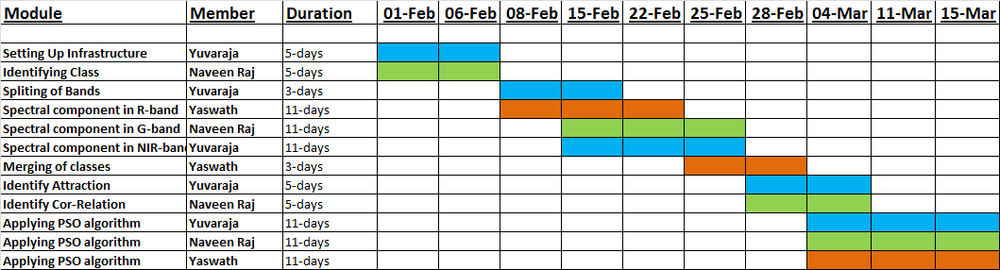 Module Member Duration 01-Feb 06-Feb 08-Feb 15-Feb 22-Feb 25-Feb 28-Feb 04-Mar 11-Mar 15-Mar
Setting Up Infrastructure Yuvaraja 5-days
Identifying Class Naveen Raj 5-days
Spliting of Bands Yuvaraja 3-days
Spectral component in R-band Yaswath 11-days
Spectral component in G-band Naveen Raj 11-days
Spectral component in NIR-ban Yuvaraja 11-days
Merging of classes Yaswath 3-days
Identify Attraction Yuvaraja 5-days
Identify Cor-Relation Naveen Raj 5-days
Applying PSO algorithm Yuvaraja 11-days
Applying PSO algorithm Naveen Raj 11-days
Applying PSO algorithm Yaswath 11-days